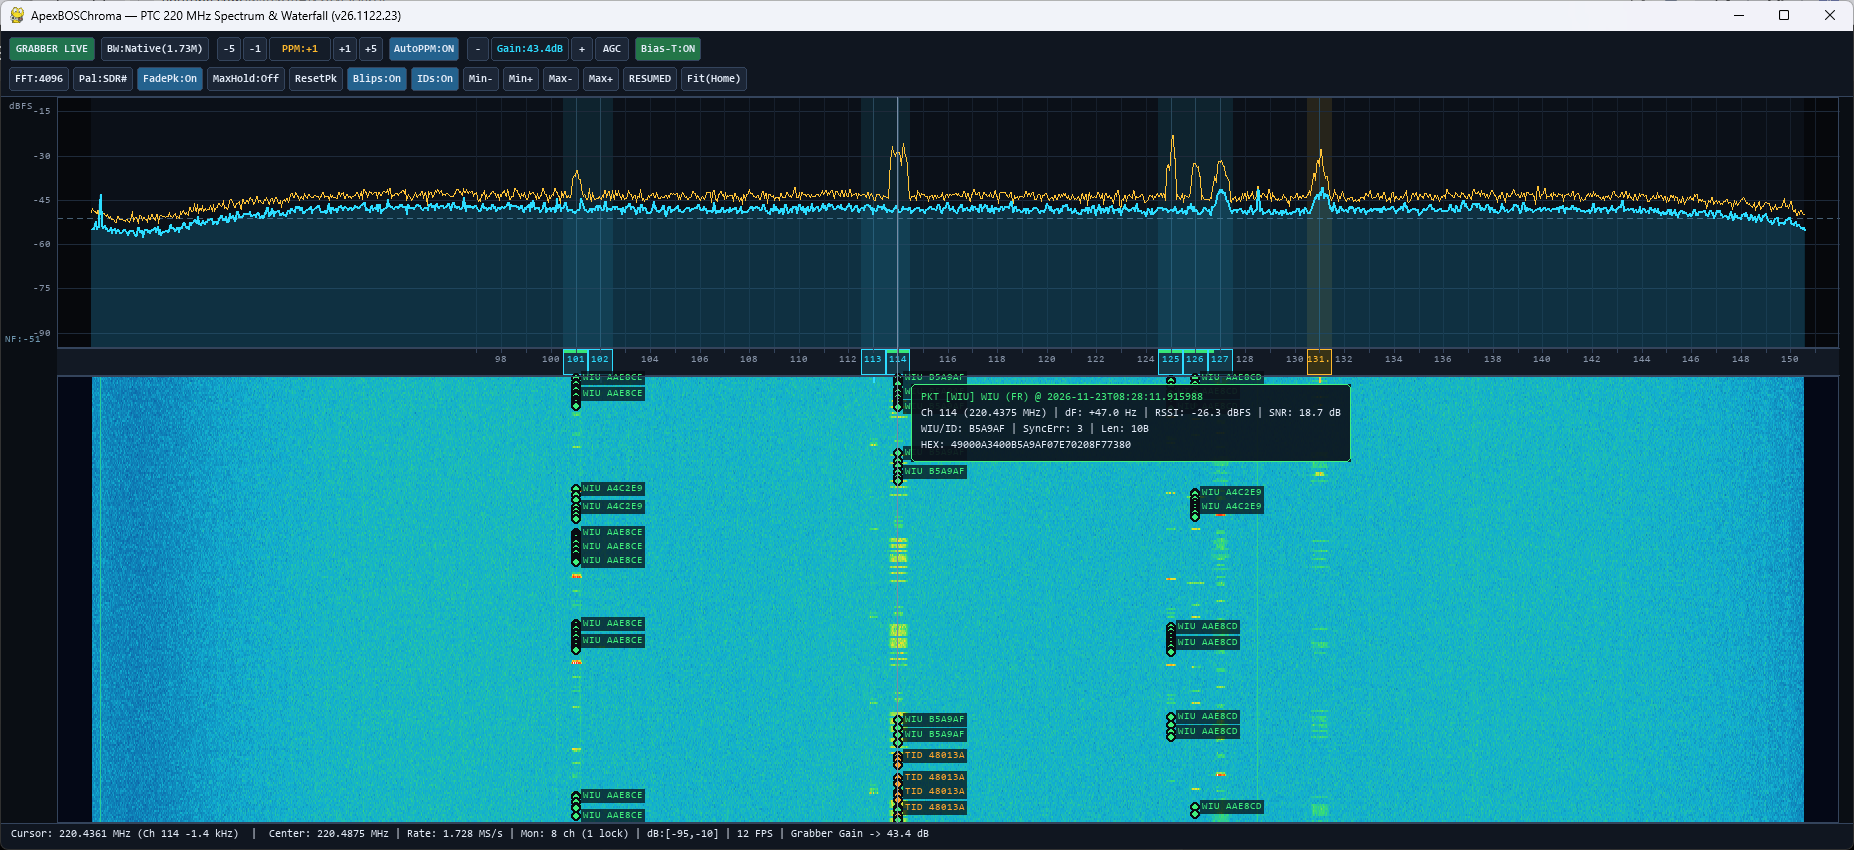 ApexBOSChroma — PTC 220 MHz Spectrum & Waterfall (v26.1122.23)
GRABBER LIVE BW:Native(1.73M) -5 -1 PPM:+1 +1 +5 AutoPPM:ON - Gain:43.4dB + AGC Bias-T:ON
FFT:4096 Pal:SDR# FadePk:On MaxHold:Off ResetPk Blips:On IDs:On Min- Min+ Max- Max+ RESUMED Fit(Home)
dBFS
-15
-30
-45
-60
-75
-90
NF:-51
98 100 101 102 104 106 108 110 112 113 114 116 118 120 122 124 125 126 127 128 130 131. 132 134 136 138 140 142 144 146 148 150
WIU AAE8CE WIU B5A9AF WIU AAE8CD
WIU AAE8CE
PKT [WIU] WIU (FR) @ 2026-11-23T08:28:11.915988
Ch 114 (220.4375 MHz) | dF: +47.0 Hz | RSSI: -26.3 dBFS | SNR: 18.7 dB
WIU/ID: B5A9AF | SyncErr: 3 | Len: 10B
HEX: 49000A3400B5A9AF07E70208F77380
WIU B5A9AF
WIU A4C2E9 WIU A4C2E9
WIU A4C2E9 WIU A4C2E9
WIU AAE8CE
WIU AAE8CE
WIU AAE8CE
WIU AAE8CE WIU AAE8CD
WIU AAE8CE WIU AAE8CD
WIU B5A9AF WIU AAE8CD
WIU B5A9AF WIU AAE8CD
TID 48013A
TID 48013A
WIU AAE8CE TID 48013A
TID 48013A WIU AAE8CD
WIU AAE8CE
Cursor: 220.4361 MHz (Ch 114 -1.4 kHz) | Center: 220.4875 MHz | Rate: 1.728 MS/s | Mon: 8 ch (1 lock) | dB:[-95,-10] | 12 FPS | Grabber Gain -> 43.4 dB